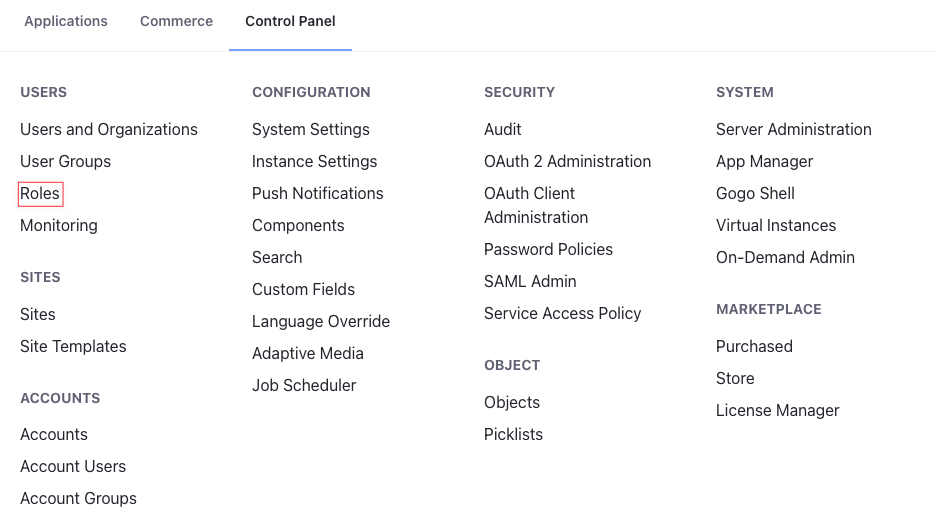 Applications
Commerce
Control Panel
USERS
Users and Organizations
User Groups
Roles
Monitoring
SITES
Sites
Site Templates
ACCOUNTS
Accounts
Account Users
Account Groups
CONFIGURATION
System Settings
Instance Settings
Push Notifications
Components
Search
Custom Fields
Language Override
Adaptive Media
Job Scheduler
SECURITY
Audit
OAuth 2 Administration
OAuth Client
Administration
Password Policies
SAML Admin
Service Access Policy
OBJECT
Objects
Picklists
SYSTEM
Server Administration
App Manager
Gogo Shell
Virtual Instances
On-Demand Admin
MARKETPLACE
Purchased
Store
License Manager